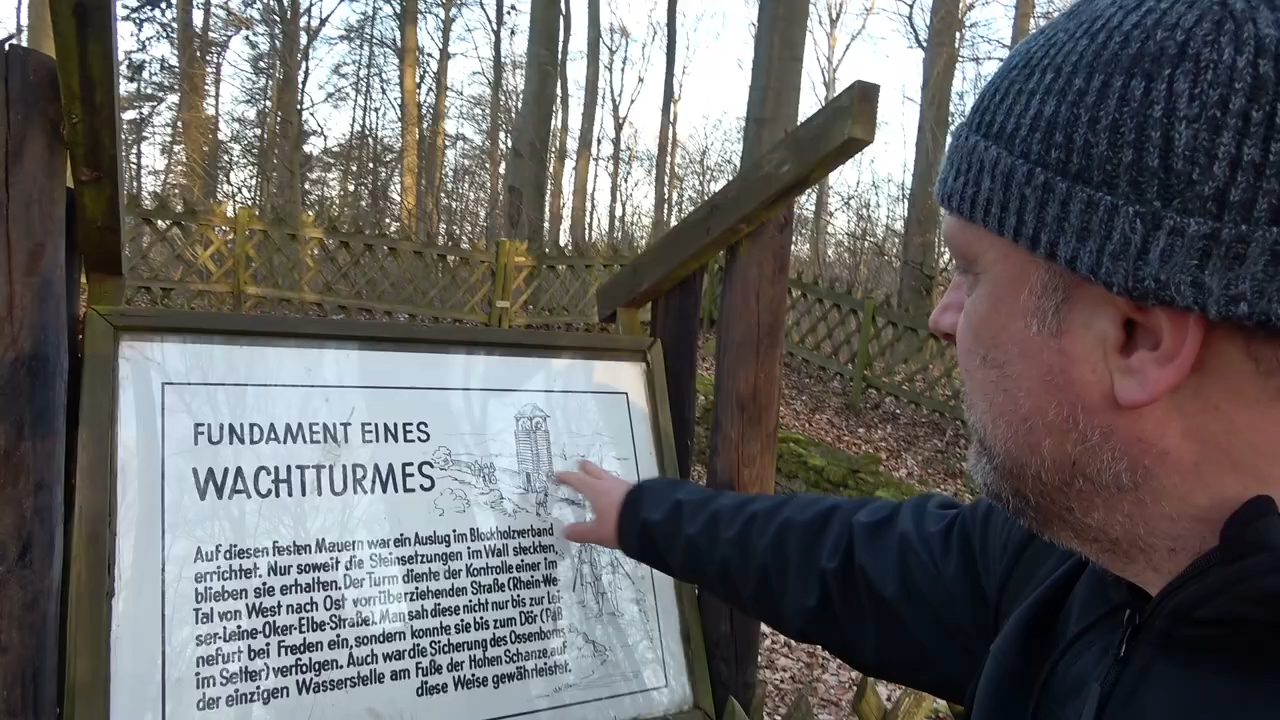 FUNDAMENT EINES
WACHTTURMES
Auf diesen festen Mauern war ein Auslug im Blockholzverband
errichtet. Nur soweit die Steinsetzungen im Wall steckten,
blieben sie erhalten. Der Turm diente der Kontrolle einer im
Tal von West nach Ost vorrüberziehenden Straße (Rhein-We-
ser-Leine-Oker-Elbe-Straße). Man sah diese nicht nur bis zur Lei-
nefurt bei Freden ein, sondern konnte sie bis zum Dör (Paß
im Selter) verfolgen. Auch war die Sicherung des Ossenborns
der einzigen Wasserstelle am Fuße der Hohen Schanze, auf
diese Weise gewährleistet.